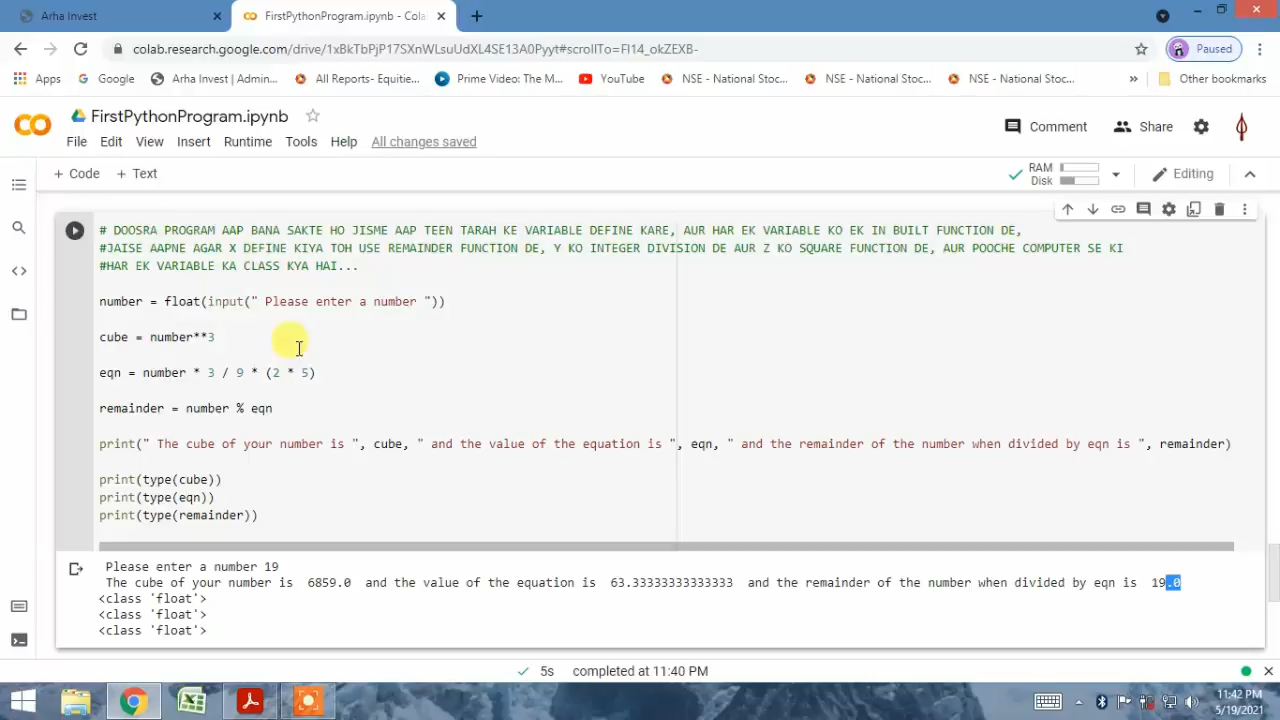 Arha Invest
FirstPythonProgram.ipynb - Cola
colab.research.google.com/drive/1xBkTbPjP17SXnWLsuUdXL4SE13A0Pyyt#scrollTo=FI14_okZEXB-
Paused
Apps
Google
Arha Invest | Admin...
All Reports- Equitie...
Prime Video: The M...
YouTube
NSE - National Stoc...
NSE - National Stoc...
NSE - National Stoc...
»
Other bookmarks
FirstPythonProgram.ipynb
Comment
Share
File Edit View Insert Runtime Tools Help All changes saved
+ Code + Text
RAM
Disk
Editing
# DOOSRA PROGRAM AAP BANA SAKTE HO JISME AAP TEEN TARAH KE VARIABLE DEFINE KARE, AUR HAR EK VARIABLE KO EK IN BUILT FUNCTION DE,
#JAISE AAPNE AGAR X DEFINE KIYA TOH USE REMAINDER FUNCTION DE, Y KO INTEGER DIVISION DE AUR Z KO SQUARE FUNCTION DE, AUR POOCHE COMPUTER SE KI
#HAR EK VARIABLE KA CLASS KYA HAI...
number = float(input(" Please enter a number "))
cube = number**3
eqn = number * 3 / 9 * (2 * 5)
remainder = number % eqn
print(" The cube of your number is ", cube, " and the value of the equation is ", eqn, " and the remainder of the number when divided by eqn is ", remainder)
print(type(cube))
print(type(eqn))
print(type(remainder))
Please enter a number 19
The cube of your number is 6859.0 and the value of the equation is 63.33333333333333 and the remainder of the number when divided by eqn is 19.0
<class 'float'>
<class 'float'>
<class 'float'>
5s completed at 11:40 PM
11:42 PM
5/19/2021